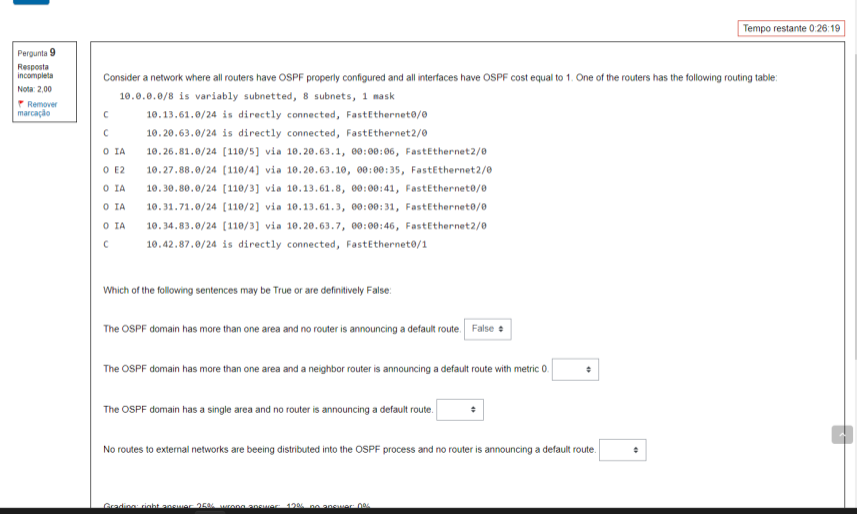 Tempo restante 0:26:19
Pergunta 9
Resposta
incompleta
Nota: 2,00
Remover
marcação
Consider a network where all routers have OSPF properly configured and all interfaces have OSPF cost equal to 1. One of the routers has the following routing table:
10.0.0.0/8 is variably subnetted, 8 subnets, 1 mask
C 10.13.61.0/24 is directly connected, FastEthernet0/0
C 10.20.63.0/24 is directly connected, FastEthernet2/0
O IA 10.26.81.0/24 [110/5] via 10.20.63.1, 00:00:06, FastEthernet2/0
O E2 10.27.88.0/24 [110/4] via 10.20.63.10, 00:00:35, FastEthernet2/0
O IA 10.30.80.0/24 [110/3] via 10.13.61.8, 00:00:41, FastEthernet0/0
O IA 10.31.71.0/24 [110/2] via 10.13.61.3, 00:00:31, FastEthernet0/0
O IA 10.34.83.0/24 [110/3] via 10.20.63.7, 00:00:46, FastEthernet2/0
C 10.42.87.0/24 is directly connected, FastEthernet0/1
Which of the following sentences may be True or are definitively False:
The OSPF domain has more than one area and no router is announcing a default route. False
The OSPF domain has more than one area and a neighbor router is announcing a default route with metric 0.
The OSPF domain has a single area and no router is announcing a default route.
No routes to external networks are beeing distributed into the OSPF process and no router is announcing a default route.
Grading: right answer: 25%, wrong answer: -12%, no answer: 0%